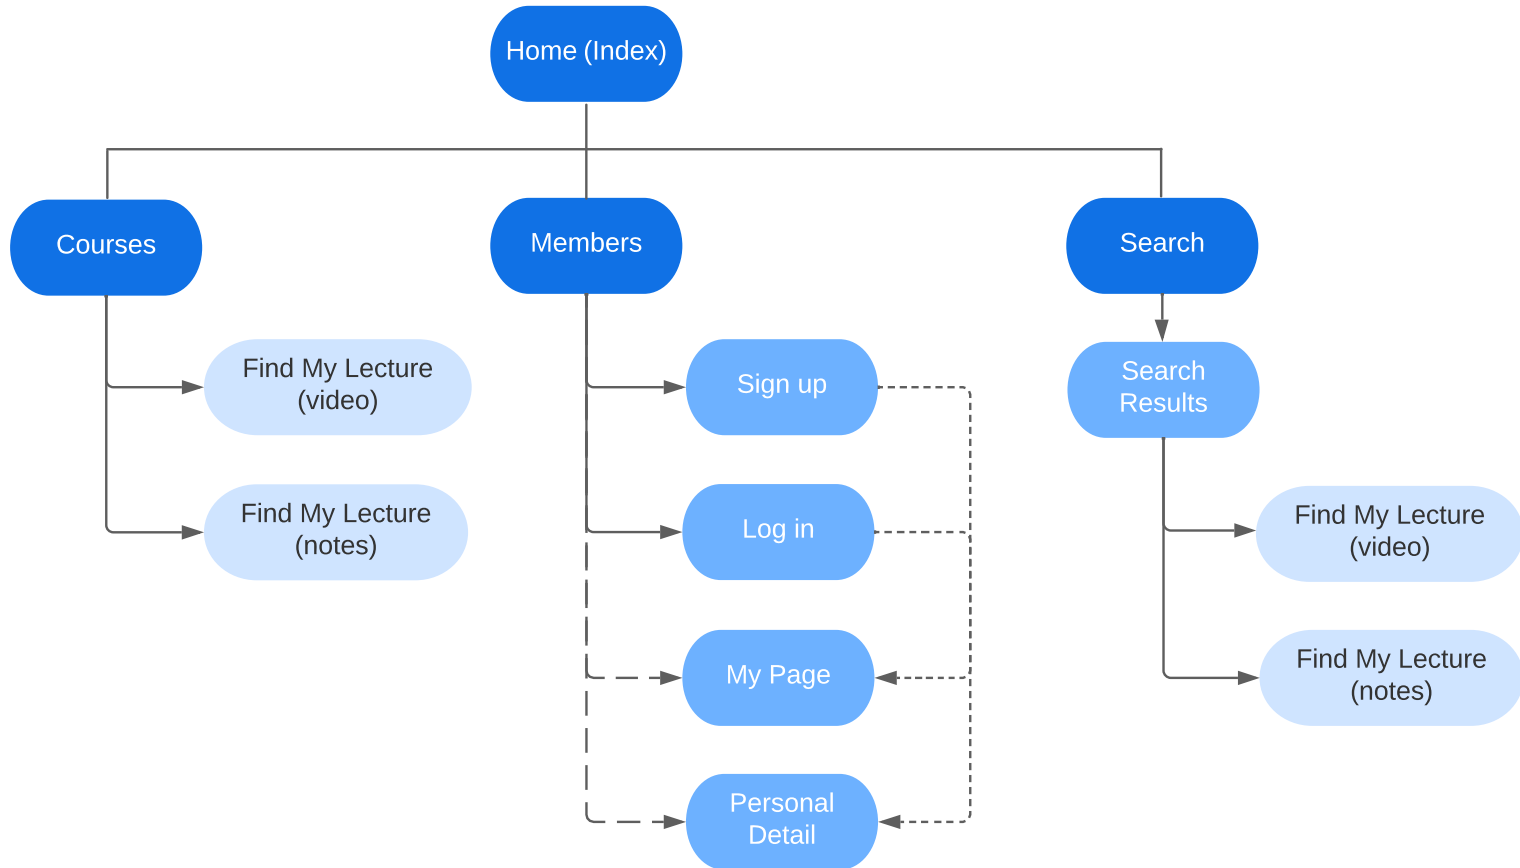 Home (Index)
Courses
Members
Search
Find My Lecture
(video)
Find My Lecture
(notes)
Sign up
Log in
My Page
Personal
Detail
Search
Results
Find My Lecture
(video)
Find My Lecture
(notes)